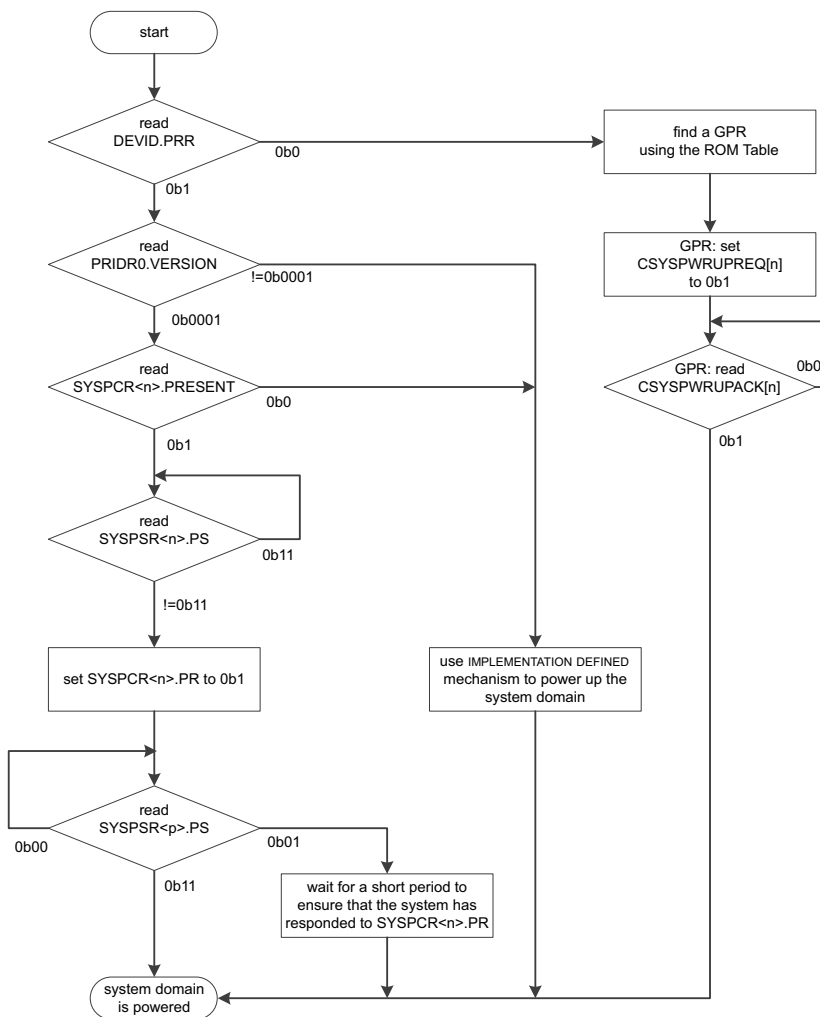 start
read
DEVID.PRR
0b0
0b1
find a GPR
using the ROM Table
read
PRIDR0.VERSION
!=0b0001
0b0001
GPR: set
CSYSPWRUPREQ[n]
to 0b1
read
SYSPCR<n>.PRESENT
0b0
0b1
GPR: read
CSYSPWRUPACK[n]
0b0
0b1
read
SYSPSR<n>.PS
0b11
!=0b11
set SYSPCR<n>.PR to 0b1
use IMPLEMENTATION DEFINED
mechanism to power up the
system domain
read
SYSPSR<p>.PS
0b00
0b01
0b11
wait for a short period to
ensure that the system has
responded to SYSPCR<n>.PR
system domain
is powered